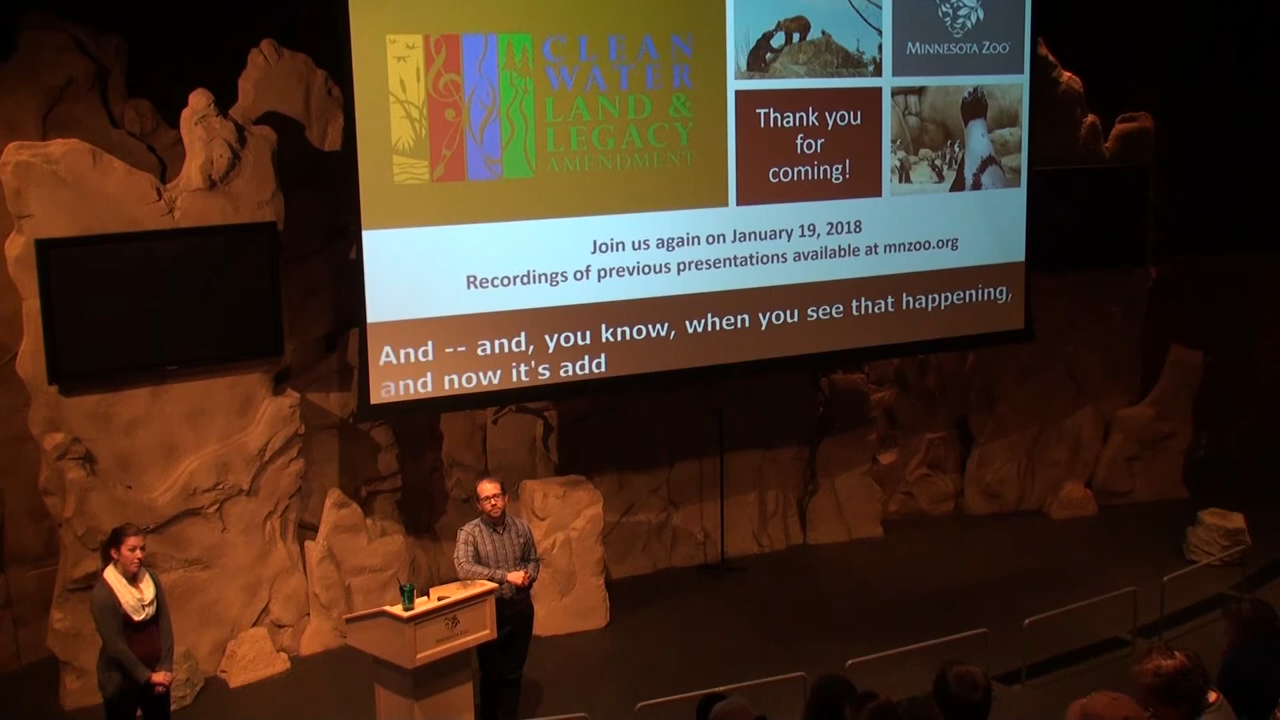 CLEAN
WATER
LAND &
LEGACY
AMENDMENT
MINNESOTA ZOO
Thank you
for
coming!
Join us again on January 19, 2018
Recordings of previous presentations available at mnzoo.org
And -- and, you know, when you see that happening,
and now it's add
MINNESOTA ZOO